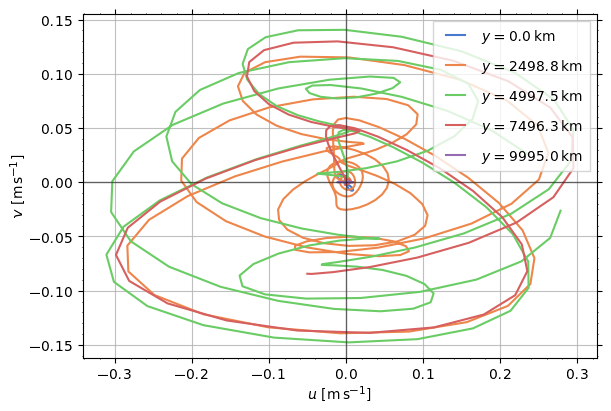 0.15
0.10
0.05
0.00
−0.05
−0.10
−0.15
v [m s⁻¹]
−0.3 −0.2 −0.1 0.0 0.1 0.2 0.3
u [m s⁻¹]
y = 0.0 km
y = 2498.8 km
y = 4997.5 km
y = 7496.3 km
y = 9995.0 km